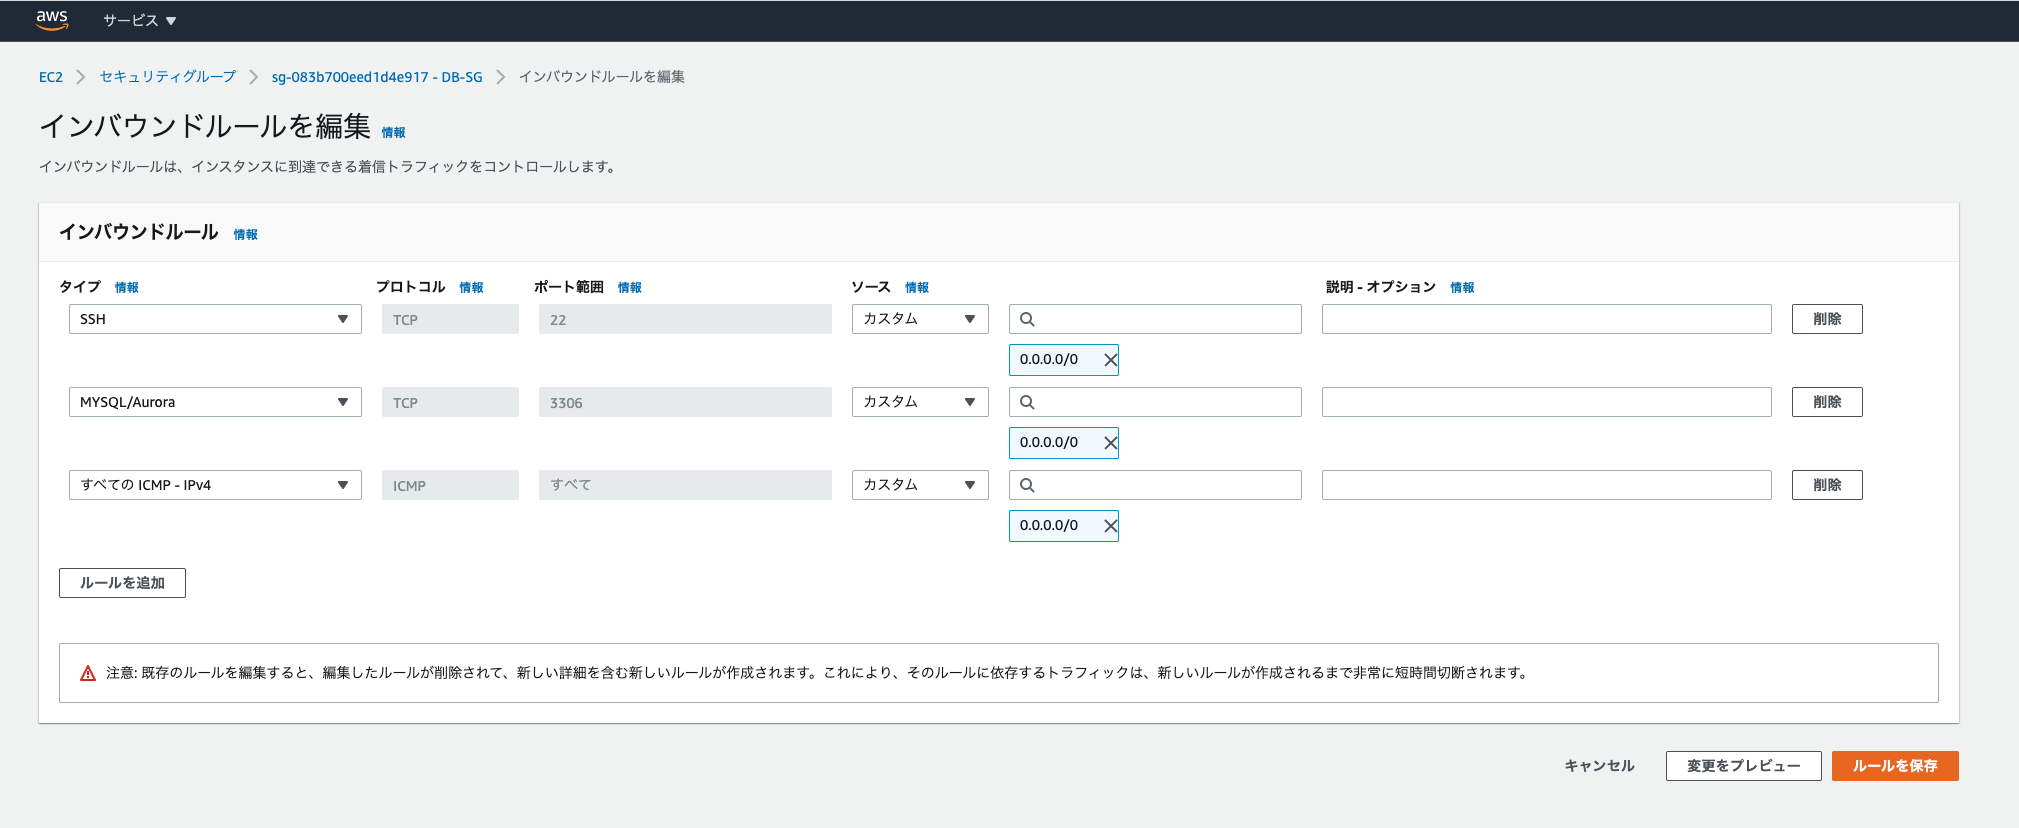 aws サービス
EC2 セキュリティグループ sg-083b700eed1d4e917 - DB-SG インバウンドルールを編集
インバウンドルールを編集 情報
インバウンドルールは、インスタンスに到達できる着信トラフィックをコントロールします。
インバウンドルール 情報
タイプ 情報 プロトコル 情報 ポート範囲 情報 ソース 情報 説明 - オプション 情報
SSH TCP 22 カスタム 削除
0.0.0.0/0
MYSQL/Aurora TCP 3306 カスタム 削除
0.0.0.0/0
すべての ICMP - IPv4 ICMP すべて カスタム 削除
0.0.0.0/0
ルールを追加
注意: 既存のルールを編集すると、編集したルールが削除されて、新しい詳細を含む新しいルールが作成されます。これにより、そのルールに依存するトラフィックは、新しいルールが作成されるまで非常に短時間切断されます。
キャンセル 変更をプレビュー ルールを保存